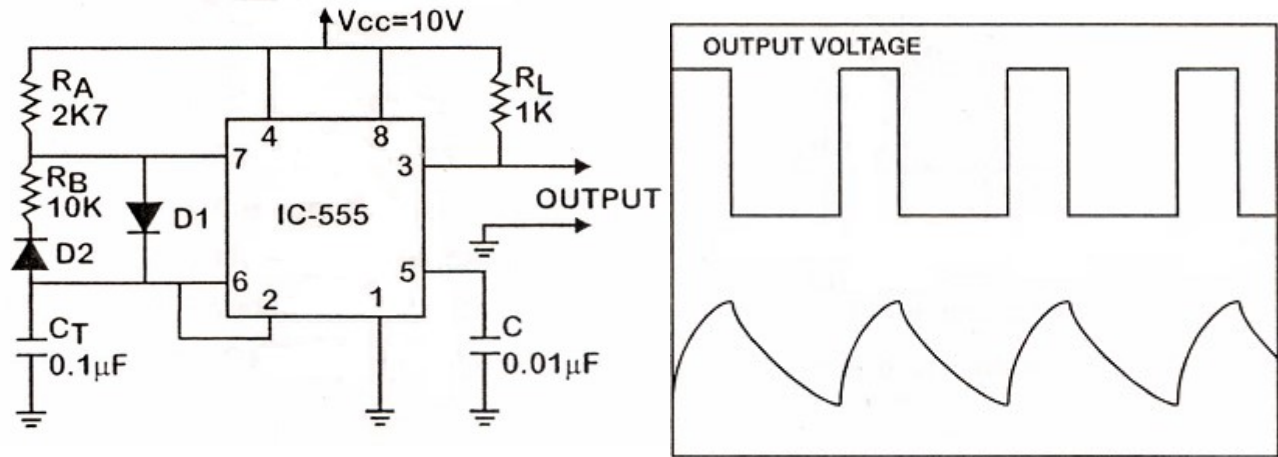 Vcc=10V
RA
2K7
RB
10K
D2
D1
CT
0.1µF
4
8
7
3
IC-555
6
5
2
1
RL
1K
OUTPUT
C
0.01µF
OUTPUT VOLTAGE